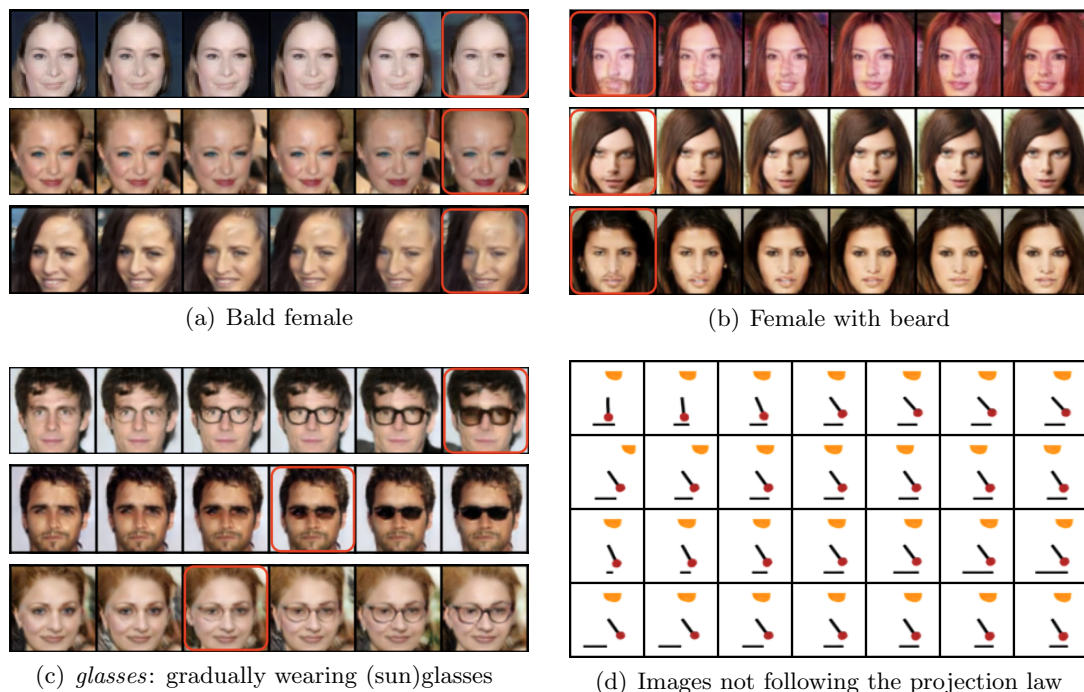 (a) Bald female
(b) Female with beard
(c) glasses: gradually wearing (sun)glasses
(d) Images not following the projection law